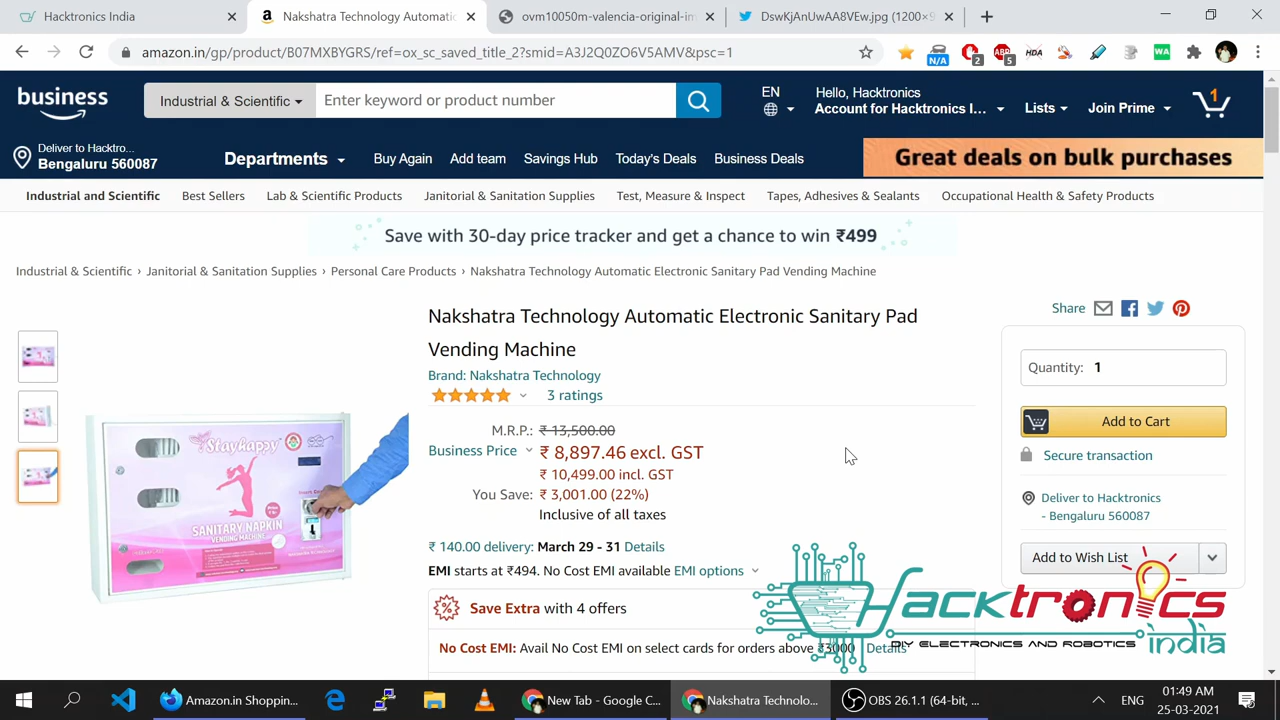 Hacktronics India
Nakshatra Technology Automatic
ovm10050m-valencia-original-im
DswKjAnUwAA8VEw.jpg (1200×9
amazon.in/gp/product/B07MXBYGRS/ref=ox_sc_saved_title_2?smid=A3J2Q0ZO6V5AMV&psc=1
N/A
2
ABP
5
HDA
WA
business
Industrial & Scientific
Enter keyword or product number
EN
Hello, Hacktronics
Account for Hacktronics I...
Lists
Join Prime
1
Deliver to Hacktro...
Bengaluru 560087
Departments
Buy Again
Add team
Savings Hub
Today's Deals
Business Deals
Great deals on bulk purchases
Industrial and Scientific
Best Sellers
Lab & Scientific Products
Janitorial & Sanitation Supplies
Test, Measure & Inspect
Tapes, Adhesives & Sealants
Occupational Health & Safety Products
Save with 30-day price tracker and get a chance to win ₹499
Industrial & Scientific › Janitorial & Sanitation Supplies › Personal Care Products › Nakshatra Technology Automatic Electronic Sanitary Pad Vending Machine
Nakshatra Technology Automatic Electronic Sanitary Pad
Vending Machine
Brand: Nakshatra Technology
3 ratings
M.R.P.: ₹ 13,500.00
Business Price ₹ 8,897.46 excl. GST
₹ 10,499.00 incl. GST
You Save: ₹ 3,001.00 (22%)
Inclusive of all taxes
₹ 140.00 delivery: March 29 - 31 Details
EMI starts at ₹494. No Cost EMI available EMI options
Save Extra with 4 offers
No Cost EMI: Avail No Cost EMI on select cards for orders above ₹3000 Details
Stayhappy
SANITARY NAPKIN
VENDING MACHINE
Share
Quantity: 1
Add to Cart
Secure transaction
Deliver to Hacktronics
- Bengaluru 560087
Add to Wish List
Hacktronics
DIY ELECTRONICS AND ROBOTICS
india
Amazon.in Shoppin...
New Tab - Google C...
Nakshatra Technolo...
OBS 26.1.1 (64-bit, ...
ENG
01:49 AM
25-03-2021